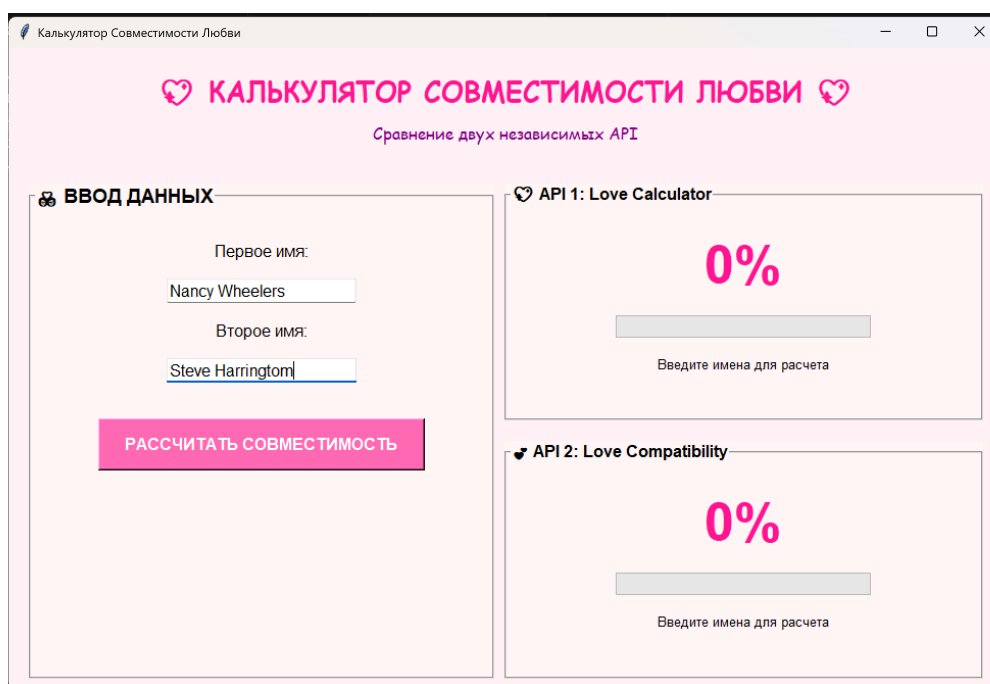 Калькулятор Совместимости Любви
КАЛЬКУЛЯТОР СОВМЕСТИМОСТИ ЛЮБВИ
Сравнение двух независимых API
ВВОД ДАННЫХ
Первое имя:
Nancy Wheelers
Второе имя:
Steve Harringtom
РАССЧИТАТЬ СОВМЕСТИМОСТЬ
API 1: Love Calculator
0%
Введите имена для расчета
API 2: Love Compatibility
0%
Введите имена для расчета